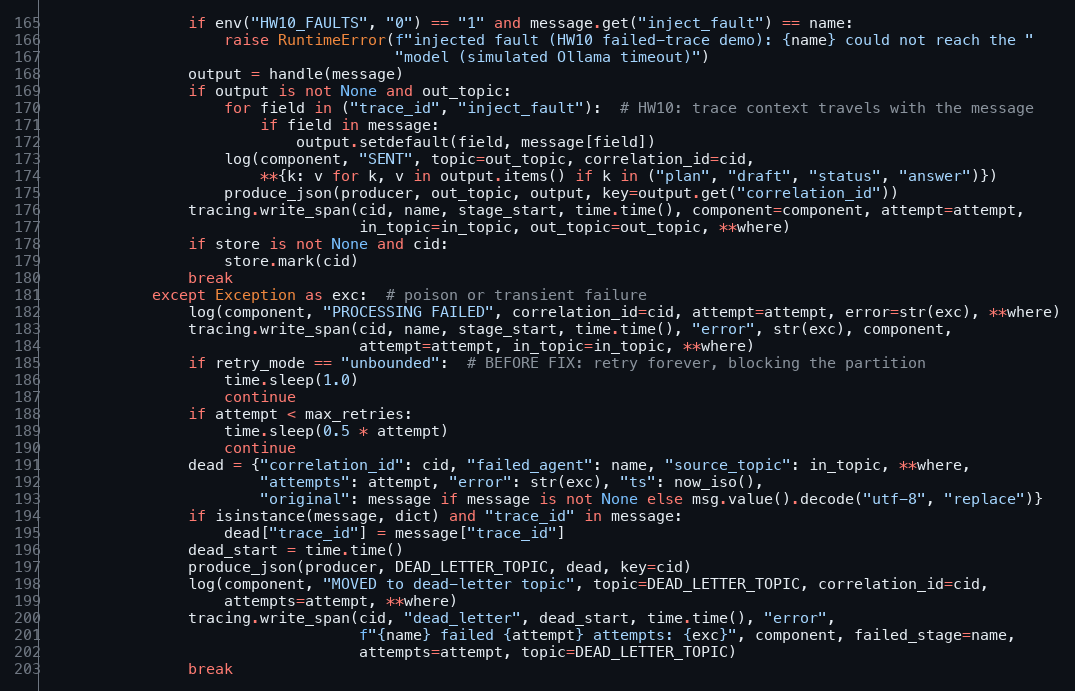 165                 if env("HW10_FAULTS", "0") == "1" and message.get("inject_fault") == name:
166                     raise RuntimeError(f"injected fault (HW10 failed-trace demo): {name} could not reach the "
167                                        "model (simulated Ollama timeout)")
168                 output = handle(message)
169                 if output is not None and out_topic:
170                     for field in ("trace_id", "inject_fault"):  # HW10: trace context travels with the message
171                         if field in message:
172                             output.setdefault(field, message[field])
173                     log(component, "SENT", topic=out_topic, correlation_id=cid,
174                         **{k: v for k, v in output.items() if k in ("plan", "draft", "status", "answer")})
175                     produce_json(producer, out_topic, output, key=output.get("correlation_id"))
176                 tracing.write_span(cid, name, stage_start, time.time(), component=component, attempt=attempt,
177                                    in_topic=in_topic, out_topic=out_topic, **where)
178                 if store is not None and cid:
179                     store.mark(cid)
180                 break
181             except Exception as exc:  # poison or transient failure
182                 log(component, "PROCESSING FAILED", correlation_id=cid, attempt=attempt, error=str(exc), **where)
183                 tracing.write_span(cid, name, stage_start, time.time(), "error", str(exc), component,
184                                    attempt=attempt, in_topic=in_topic, **where)
185                 if retry_mode == "unbounded":  # BEFORE FIX: retry forever, blocking the partition
186                     time.sleep(1.0)
187                     continue
188                 if attempt < max_retries:
189                     time.sleep(0.5 * attempt)
190                     continue
191                 dead = {"correlation_id": cid, "failed_agent": name, "source_topic": in_topic, **where,
192                         "attempts": attempt, "error": str(exc), "ts": now_iso(),
193                         "original": message if message is not None else msg.value().decode("utf-8", "replace")}
194                 if isinstance(message, dict) and "trace_id" in message:
195                     dead["trace_id"] = message["trace_id"]
196                 dead_start = time.time()
197                 produce_json(producer, DEAD_LETTER_TOPIC, dead, key=cid)
198                 log(component, "MOVED to dead-letter topic", topic=DEAD_LETTER_TOPIC, correlation_id=cid,
199                     attempts=attempt, **where)
200                 tracing.write_span(cid, "dead_letter", dead_start, time.time(), "error",
201                                    f"{name} failed {attempt} attempts: {exc}", component, failed_stage=name,
202                                    attempts=attempt, topic=DEAD_LETTER_TOPIC)
203                 break